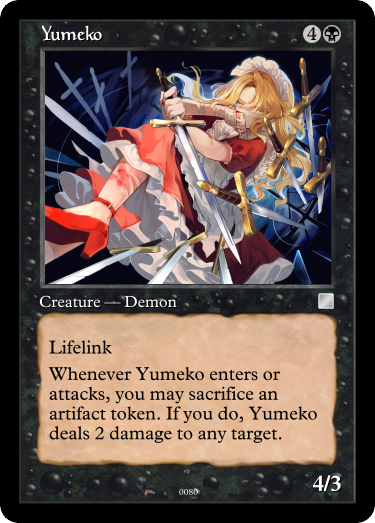 Yumeko 4
Creature — Demon
Lifelink
Whenever Yumeko enters or
attacks, you may sacrifice an
artifact token. If you do, Yumeko
deals 2 damage to any target.
4/3
0080